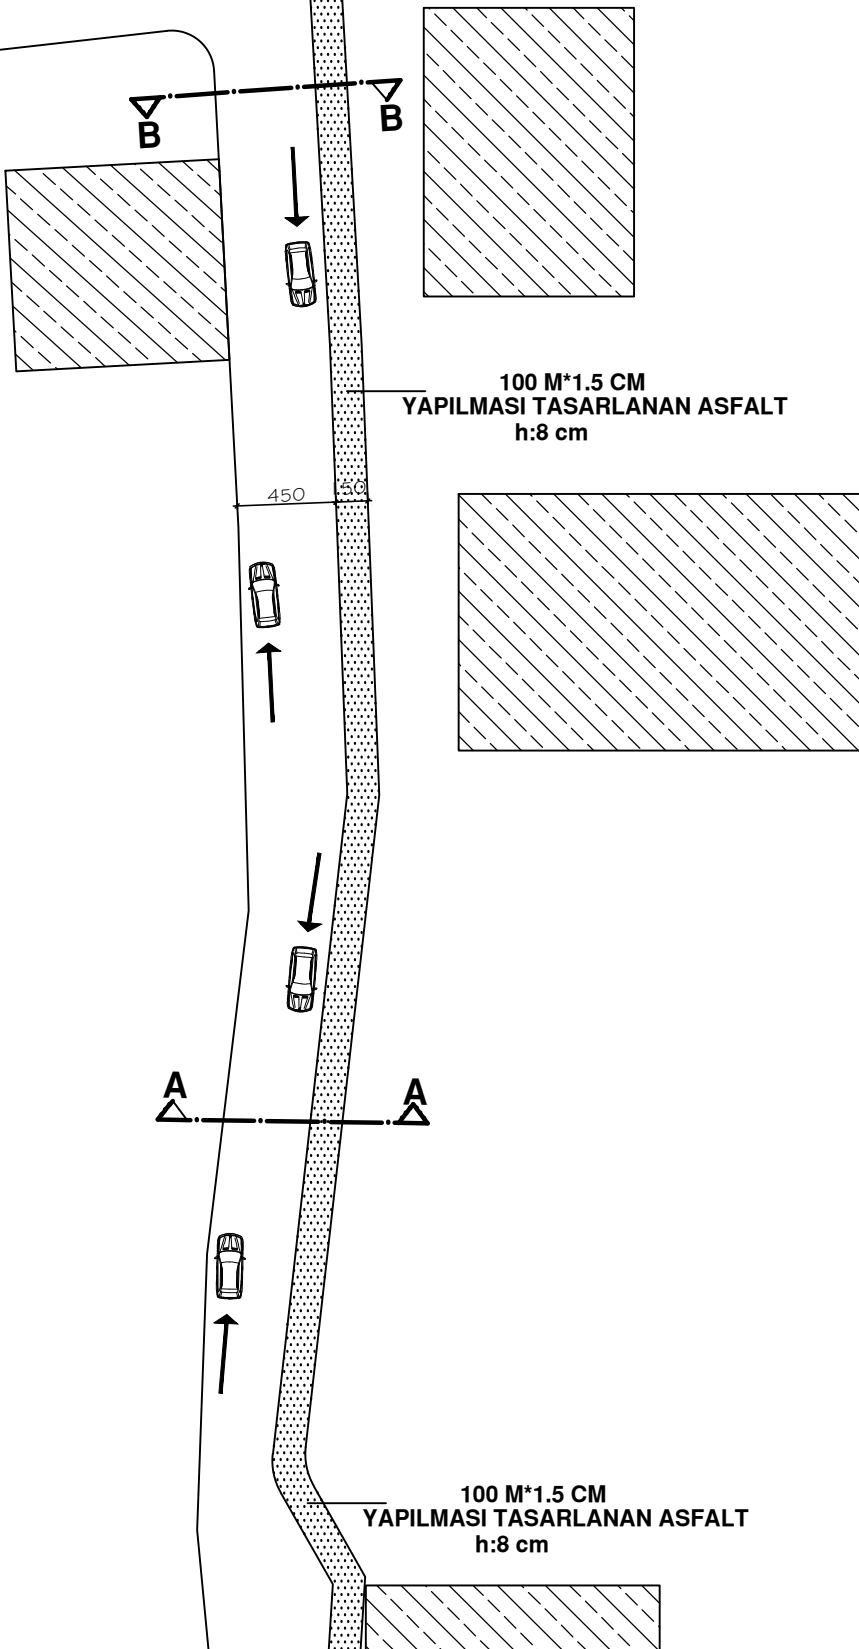 B
B
100 M*1.5 CM
YAPILMASI TASARLANAN ASFALT
h:8 cm
450
A
A
100 M*1.5 CM
YAPILMASI TASARLANAN ASFALT
h:8 cm